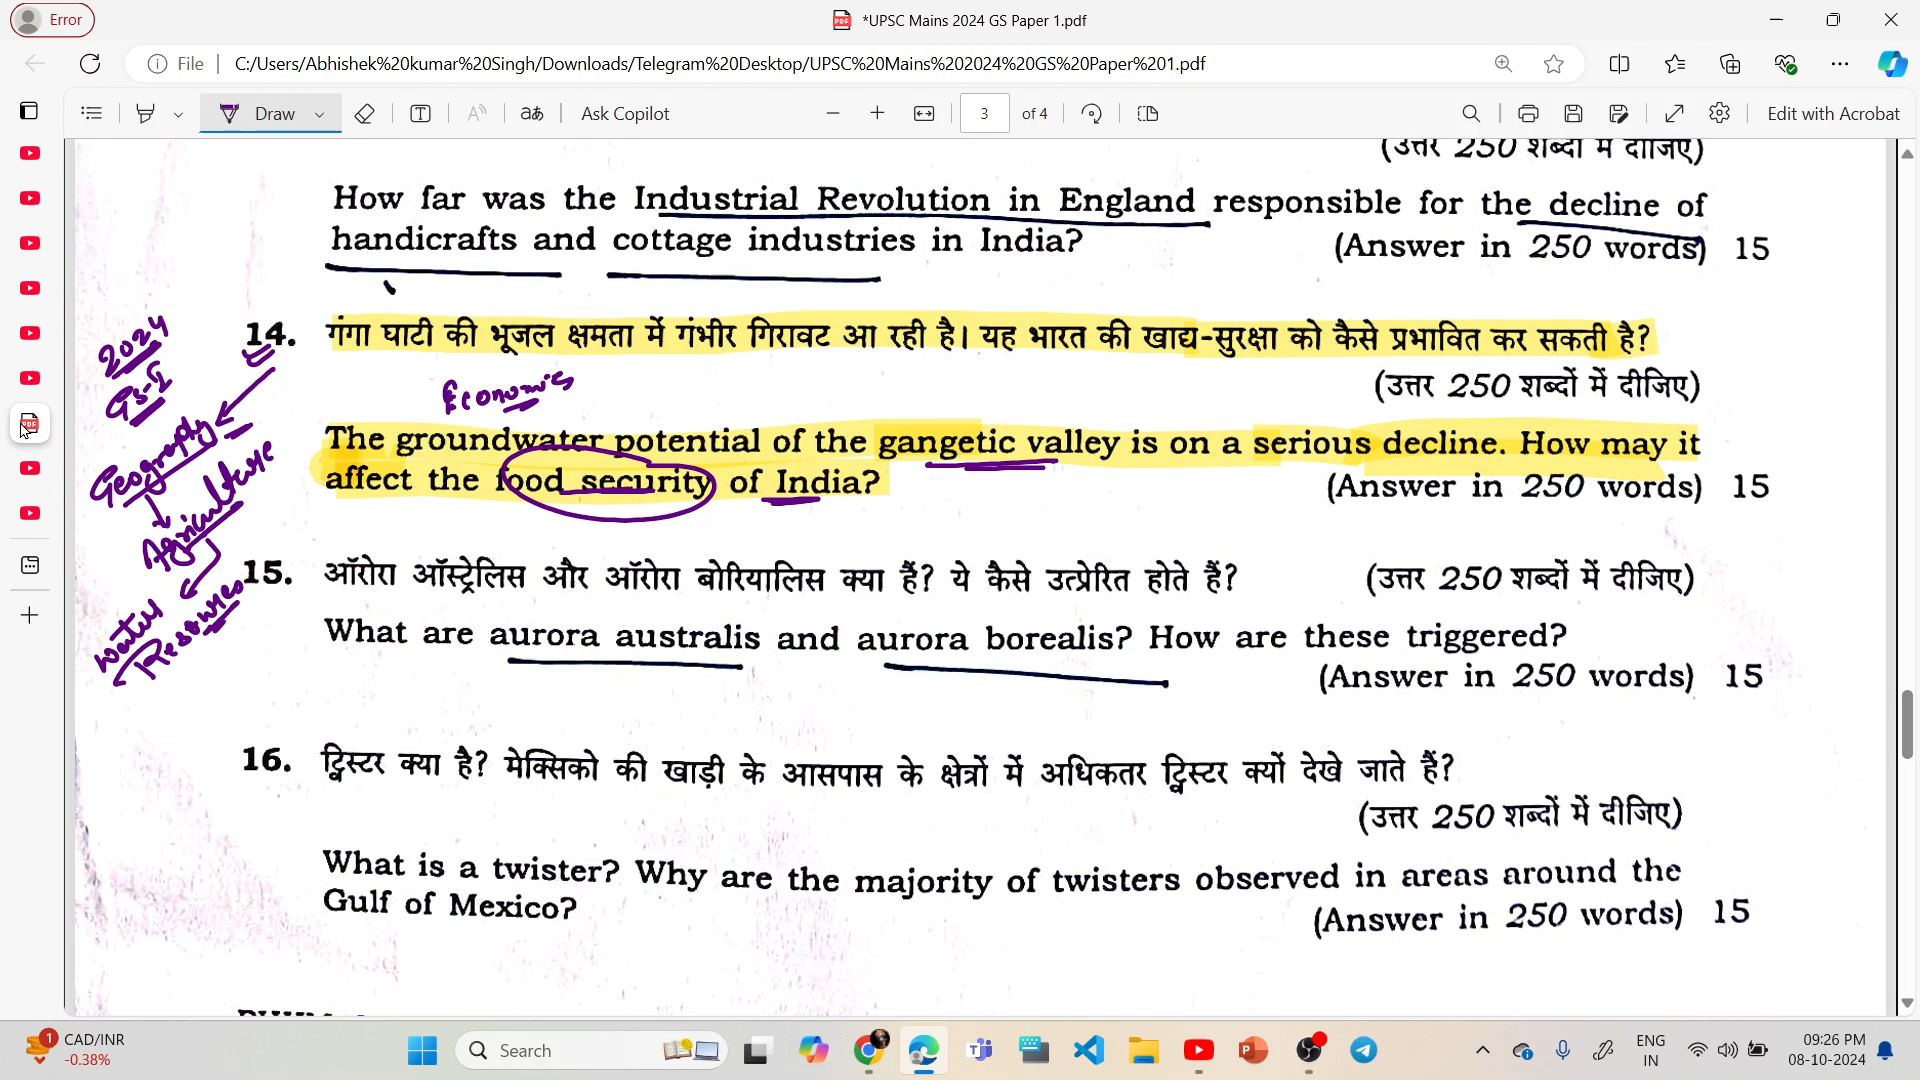 Error
*UPSC Mains 2024 GS Paper 1.pdf
File
C:/Users/Abhishek%20kumar%20Singh/Downloads/Telegram%20Desktop/UPSC%20Mains%202024%20GS%20Paper%201.pdf
Draw
Ask Copilot
3 of 4
Edit with Acrobat
(उत्तर 250 शब्दों में दीजिए)
How far was the Industrial Revolution in England responsible for the decline of
handicrafts and cottage industries in India?
(Answer in 250 words) 15
14. गंगा घाटी की भूजल क्षमता में गंभीर गिरावट आ रही है। यह भारत की खाद्य-सुरक्षा को कैसे प्रभावित कर सकती है?
(उत्तर 250 शब्दों में दीजिए)
2024
GS-I
Economics
Geography
Agriculture
Water
Resources
The groundwater potential of the gangetic valley is on a serious decline. How may it
affect the food security of India?
(Answer in 250 words) 15
15. ऑरोरा ऑस्ट्रेलिस और ऑरोरा बोरियालिस क्या हैं? ये कैसे उत्प्रेरित होते हैं?
(उत्तर 250 शब्दों में दीजिए)
What are aurora australis and aurora borealis? How are these triggered?
(Answer in 250 words) 15
16. ट्विस्टर क्या है? मेक्सिको की खाड़ी के आसपास के क्षेत्रों में अधिकतर ट्विस्टर क्यों देखे जाते हैं?
(उत्तर 250 शब्दों में दीजिए)
What is a twister? Why are the majority of twisters observed in areas around the
Gulf of Mexico?
(Answer in 250 words) 15
1
CAD/INR
-0.38%
Search
ENG
IN
09:26 PM
08-10-2024